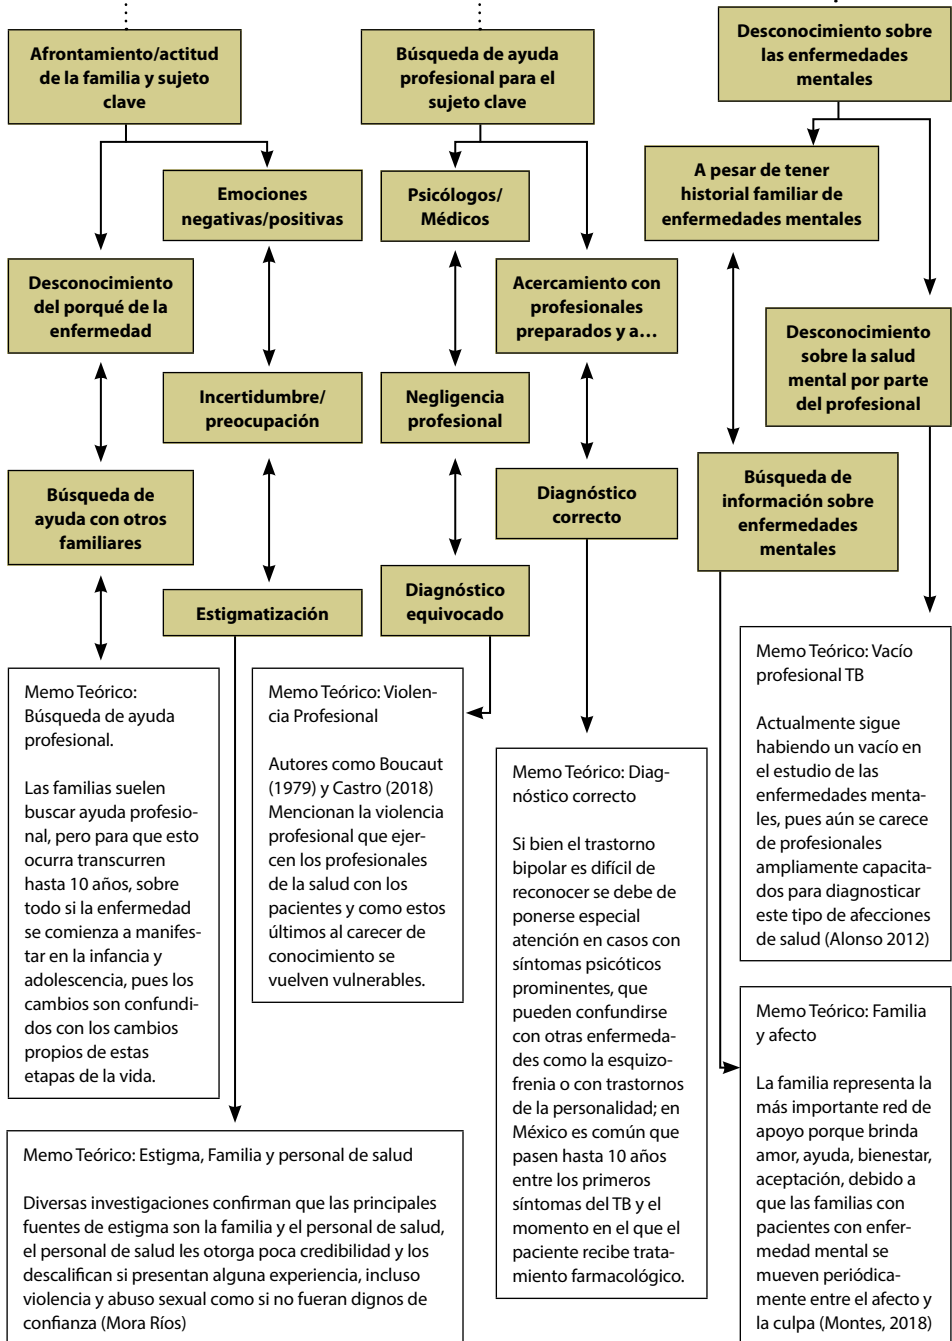 Afrontamiento/actitud
de la familia y sujeto
clave
Búsqueda de ayuda
profesional para el
sujeto clave
Desconocimiento sobre
las enfermedades
mentales
Emociones
negativas/positivas
Psicólogos/
Médicos
A pesar de tener
historial familiar de
enfermedades mentales
Desconocimiento
del porqué de la
enfermedad
Acercamiento con
profesionales
preparados y a…
Desconocimiento
sobre la salud
mental por parte
del profesional
Incertidumbre/
preocupación
Negligencia
profesional
Búsqueda de
ayuda con otros
familiares
Diagnóstico
correcto
Búsqueda de
información sobre
enfermedades
mentales
Estigmatización
Diagnóstico
equivocado
Memo Teórico:
Búsqueda de ayuda
profesional.
Las familias suelen
buscar ayuda profesio-
nal, pero para que esto
ocurra transcurren
hasta 10 años, sobre
todo si la enfermedad
se comienza a manifes-
tar en la infancia y
adolescencia, pues los
cambios son confundi-
dos con los cambios
propios de estas
etapas de la vida.
Memo Teórico: Violen-
cia Profesional
Autores como Boucaut
(1979) y Castro (2018)
Mencionan la violencia
profesional que ejer-
cen los profesionales
de la salud con los
pacientes y como estos
últimos al carecer de
conocimiento se
vuelven vulnerables.
Memo Teórico: Diag-
nóstico correcto
Si bien el trastorno
bipolar es difícil de
reconocer se debe de
ponerse especial
atención en casos con
síntomas psicóticos
prominentes, que
pueden confundirse
con otras enfermeda-
des como la esquizo-
frenia o con trastornos
de la personalidad; en
México es común que
pasen hasta 10 años
entre los primeros
síntomas del TB y el
momento en el que el
paciente recibe trata-
miento farmacológico.
Memo Teórico: Vacío
profesional TB
Actualmente sigue
habiendo un vacío en
el estudio de las
enfermedades menta-
les, pues aún se carece
de profesionales
ampliamente capacita-
dos para diagnosticar
este tipo de afecciones
de salud (Alonso 2012)
Memo Teórico: Familia
y afecto
La familia representa la
más importante red de
apoyo porque brinda
amor, ayuda, bienestar,
aceptación, debido a
que las familias con
pacientes con enfer-
medad mental se
mueven periódica-
mente entre el afecto y
la culpa (Montes, 2018)
Memo Teórico: Estigma, Familia y personal de salud
Diversas investigaciones confirman que las principales
fuentes de estigma son la familia y el personal de salud,
el personal de salud les otorga poca credibilidad y los
descalifican si presentan alguna experiencia, incluso
violencia y abuso sexual como si no fueran dignos de
confianza (Mora Ríos)